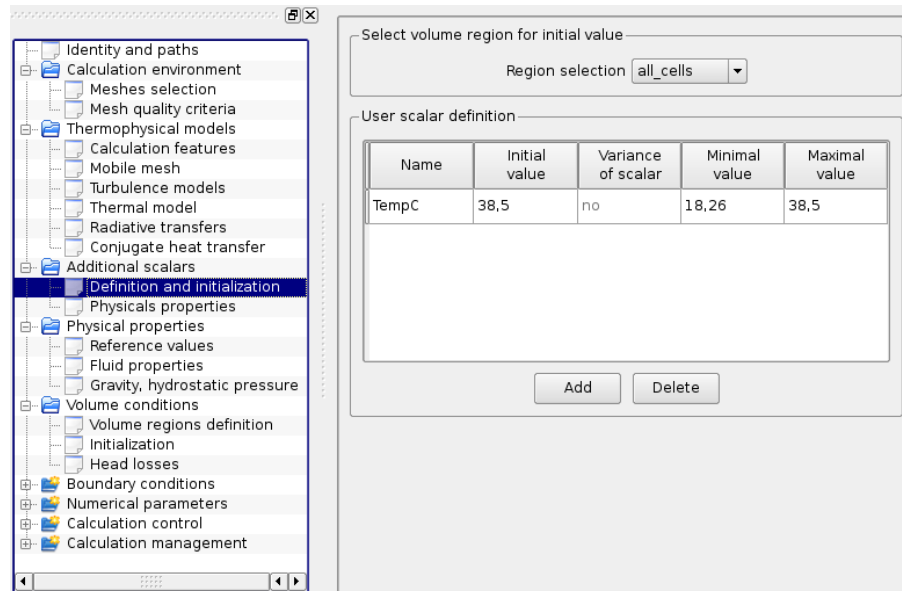 Identity and paths
Calculation environment
Meshes selection
Mesh quality criteria
Thermophysical models
Calculation features
Mobile mesh
Turbulence models
Thermal model
Radiative transfers
Conjugate heat transfer
Additional scalars
Definition and initialization
Physicals properties
Physical properties
Reference values
Fluid properties
Gravity, hydrostatic pressure
Volume conditions
Volume regions definition
Initialization
Head losses
Boundary conditions
Numerical parameters
Calculation control
Calculation management
Select volume region for initial value
Region selection all_cells
User scalar definition
Name Initial value Variance of scalar Minimal value Maximal value
TempC 38,5 no 18,26 38,5
Add Delete